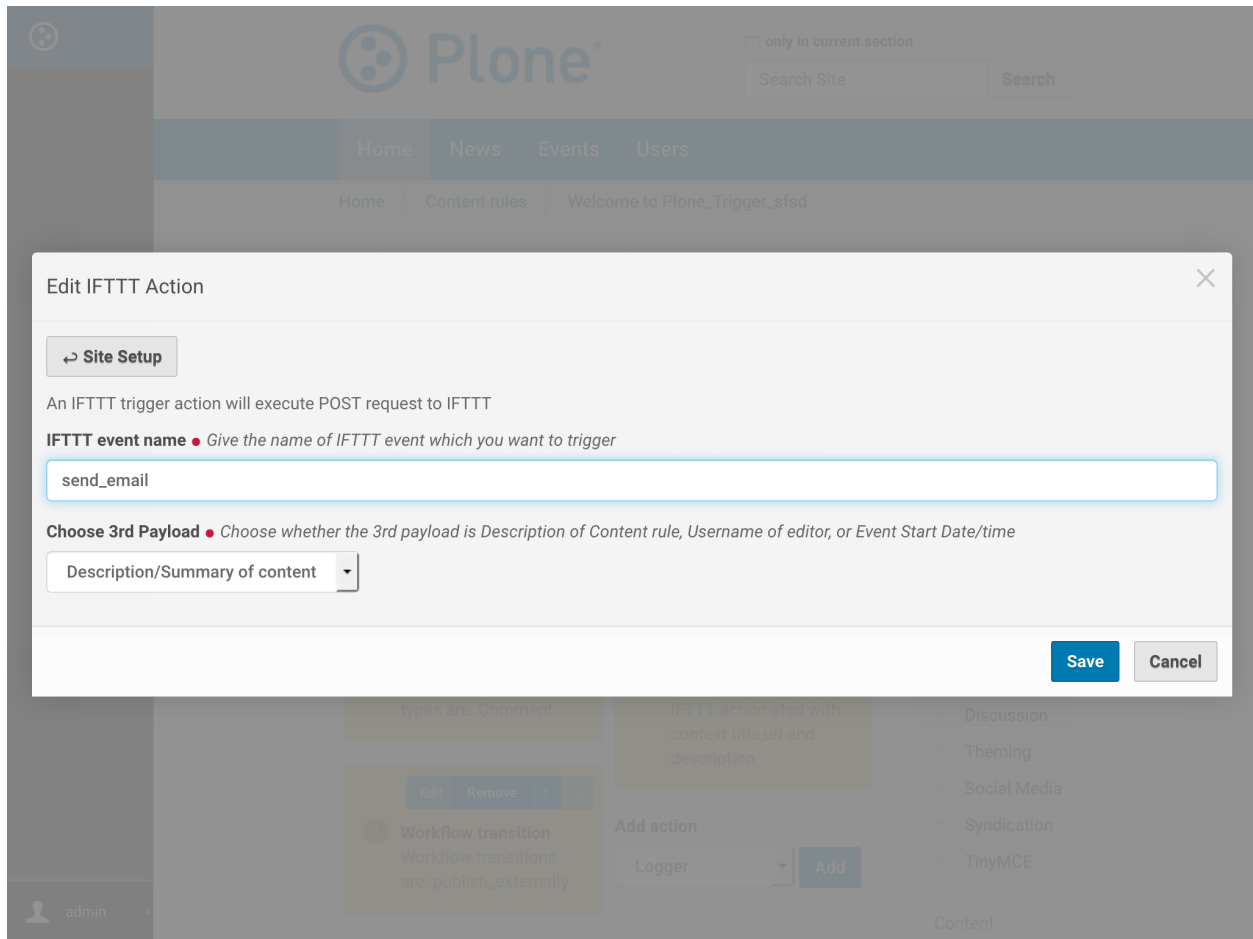 Plone
only in current section
Search Site
Search
Home
News
Events
Users
Home
Content rules
Welcome to Plone_Trigger_sfsd
Edit content rule
Edit IFTTT Action
Site Setup
An IFTTT trigger action will execute POST request to IFTTT
IFTTT event name ● Give the name of IFTTT event which you want to trigger
send_email
Choose 3rd Payload ● Choose whether the 3rd payload is Description of Content rule, Username of editor, or Event Start Date/time
Description/Summary of content
Save
Cancel
types are: Comment
IFTTT action sfsd with
context title,url and
description
Edit
Remove
↑
↓
Workflow transition
Workflow transitions
are: publish_externally
Add action
Logger
Add
Discussion
Theming
Social Media
Syndication
TinyMCE
Content
admin